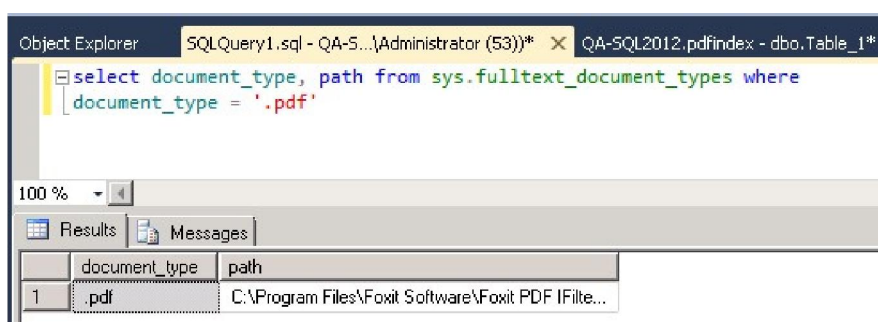 Object Explorer SQLQuery1.sql - QA-S...\Administrator (53))* QA-SQL2012.pdfindex - dbo.Table_1*
select document_type, path from sys.fulltext_document_types where
document_type = '.pdf'
100 %
Results Messages
document_type path
1 .pdf C:\Program Files\Foxit Software\Foxit PDF IFilte...